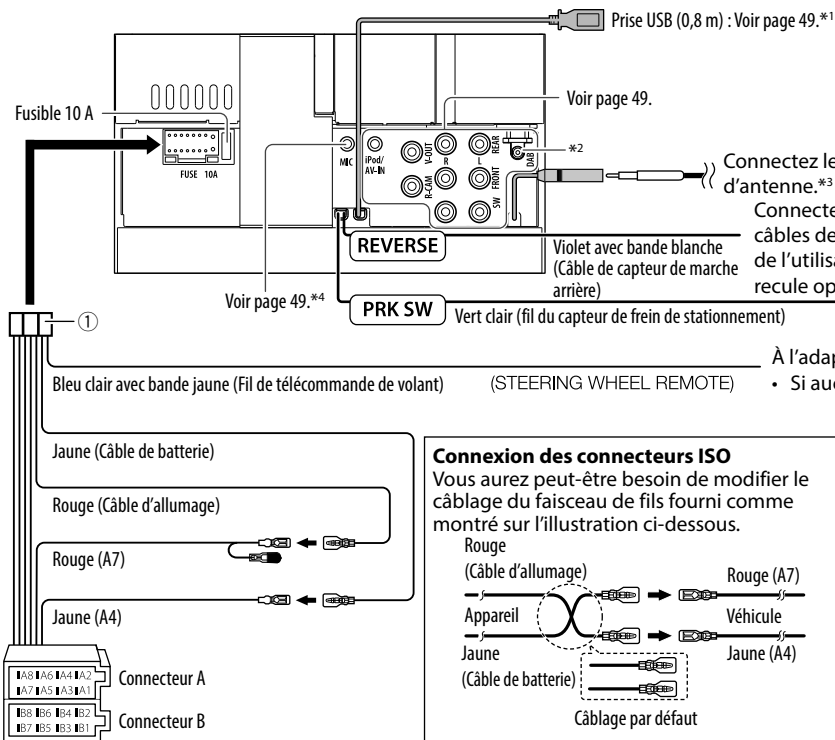 Prise USB (0,8 m) : Voir page 49.*1
Fusible 10 A
Voir page 49.
*2
FUSE 10A
MIC
iPod/
AV-IN
V-OUT
R-CAM
R
L
REAR
FRONT
SW
DAB
Connectez le
d'antenne.*3
Connecte
câbles de
de l'utilisa
recule op
REVERSE
Violet avec bande blanche
(Câble de capteur de marche
arrière)
Voir page 49.*4
PRK SW
Vert clair (fil du capteur de frein de stationnement)
①
À l'adap
• Si auc
Bleu clair avec bande jaune (Fil de télécommande de volant)
(STEERING WHEEL REMOTE)
Jaune (Câble de batterie)
Rouge (Câble d'allumage)
Rouge (A7)
Jaune (A4)
A8 A6 A4 A2
A7 A5 A3 A1
Connecteur A
B8 B6 B4 B2
B7 B5 B3 B1
Connecteur B
Connexion des connecteurs ISO
Vous aurez peut-être besoin de modifier le
câblage du faisceau de fils fourni comme
montré sur l'illustration ci-dessous.
Rouge
(Câble d'allumage)
Rouge (A7)
Appareil
Véhicule
Jaune
(Câble de batterie)
Jaune (A4)
Câblage par défaut